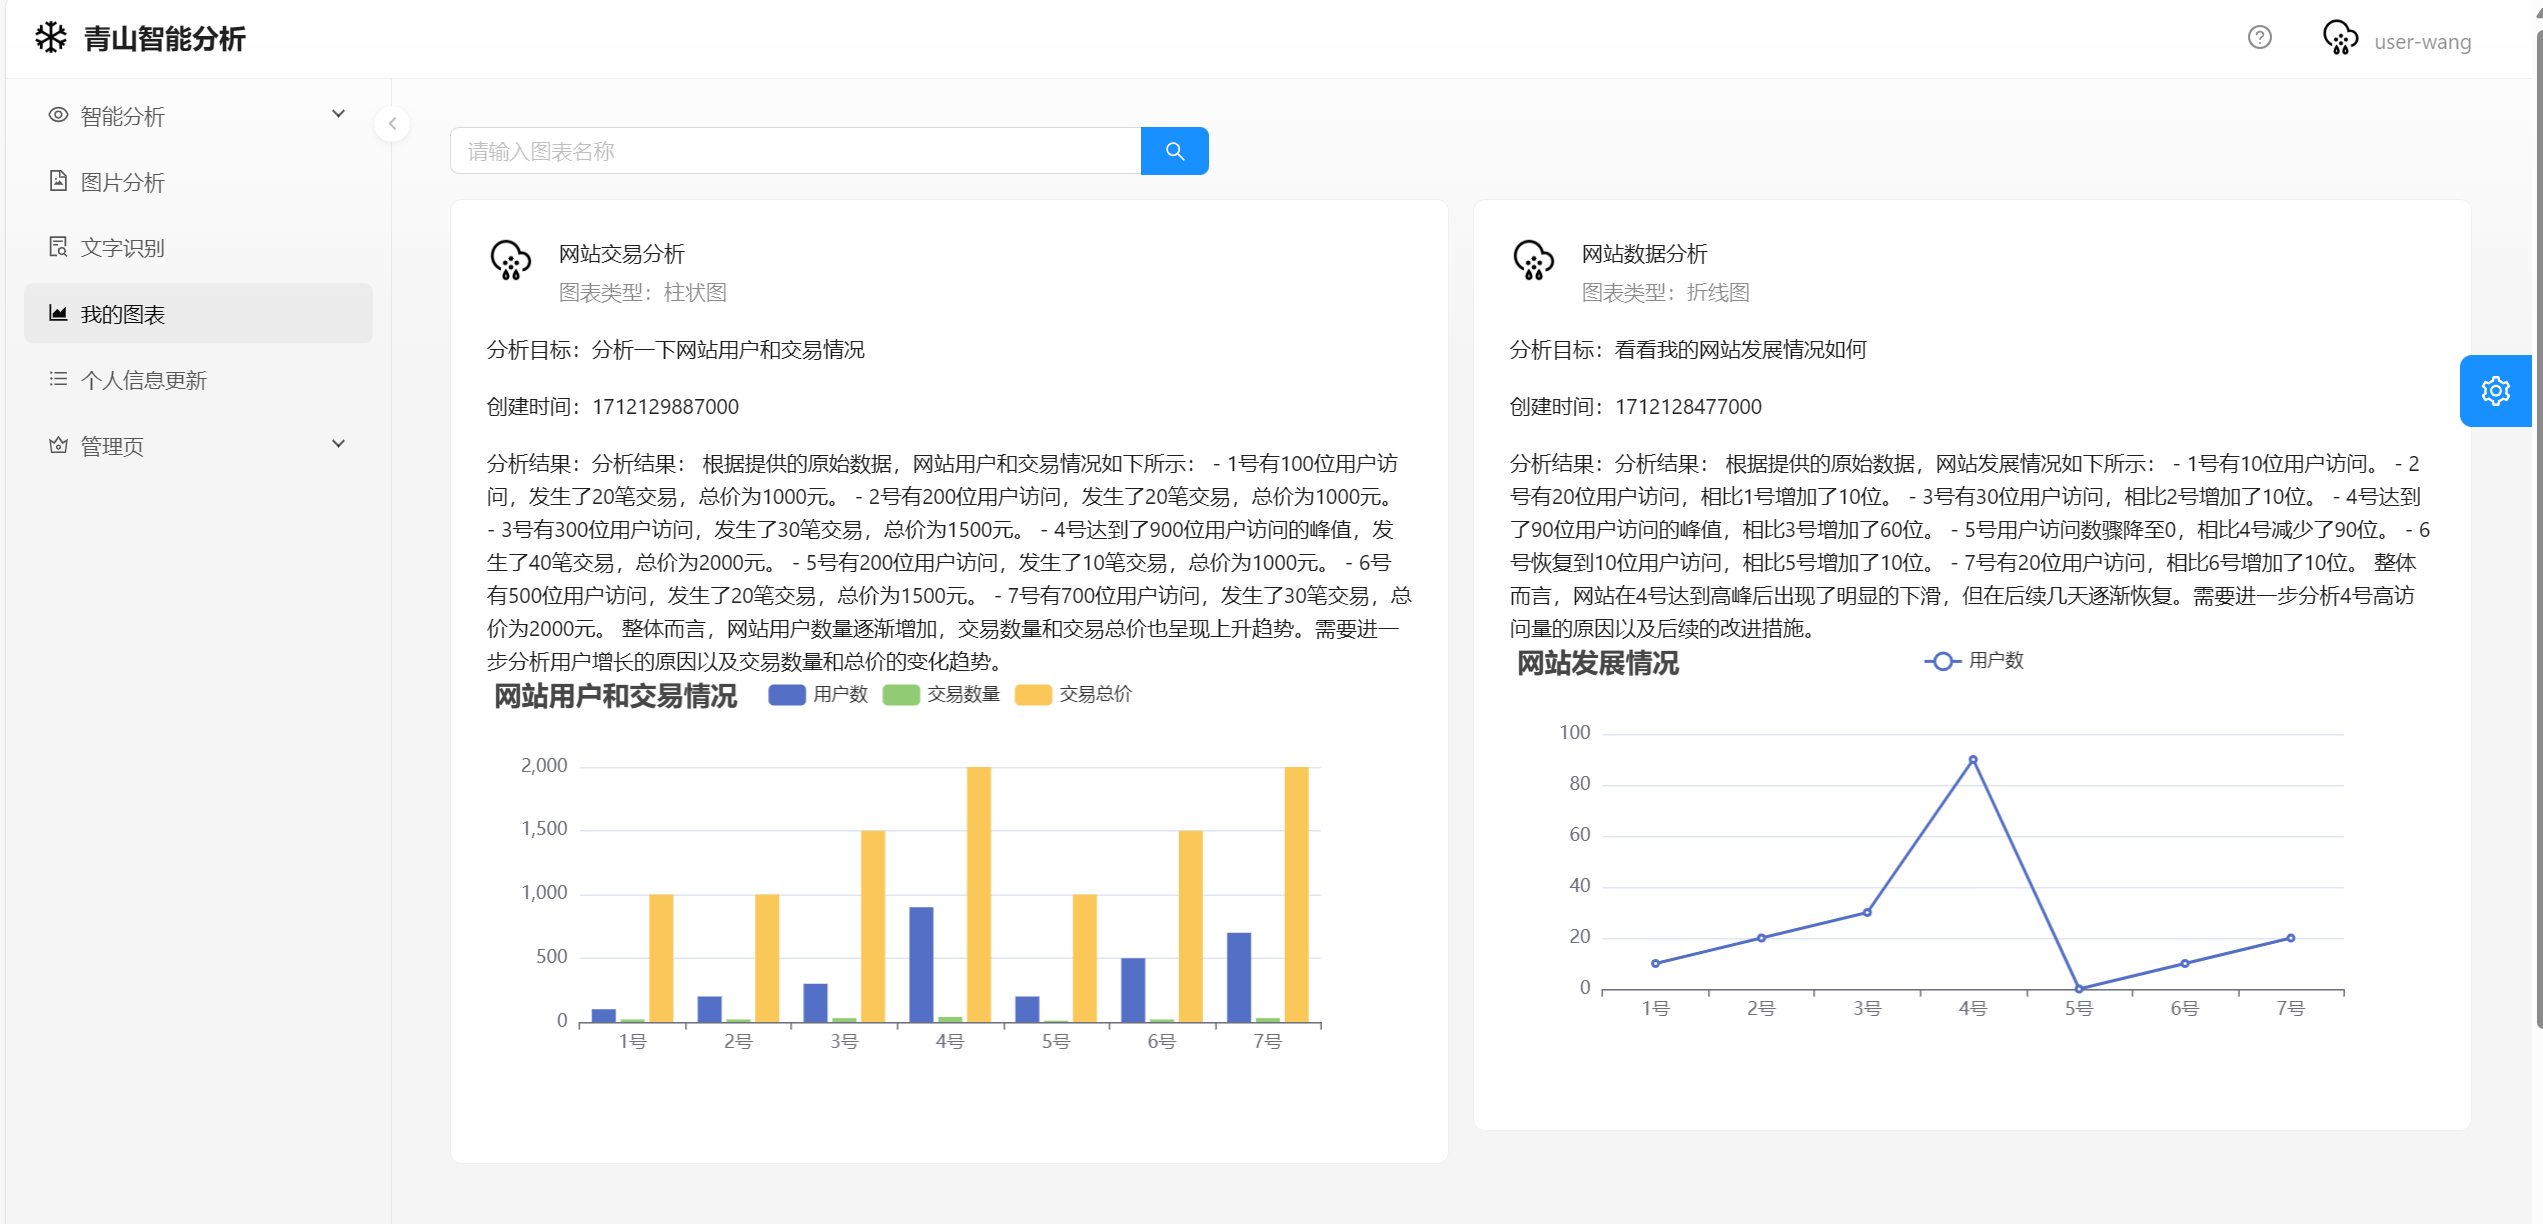 青山智能分析
user-wang
智能分析
图片分析
文字识别
我的图表
个人信息更新
管理页
请输入图表名称
网站交易分析
图表类型：柱状图
分析目标：分析一下网站用户和交易情况
创建时间：1712129887000
分析结果：分析结果： 根据提供的原始数据，网站用户和交易情况如下所示： - 1号有100位用户访
问，发生了20笔交易，总价为1000元。 - 2号有200位用户访问，发生了20笔交易，总价为1000元。
- 3号有300位用户访问，发生了30笔交易，总价为1500元。 - 4号达到了900位用户访问的峰值，发
生了40笔交易，总价为2000元。 - 5号有200位用户访问，发生了10笔交易，总价为1000元。 - 6号
有500位用户访问，发生了20笔交易，总价为1500元。 - 7号有700位用户访问，发生了30笔交易，总
价为2000元。 整体而言，网站用户数量逐渐增加，交易数量和交易总价也呈现上升趋势。需要进一
步分析用户增长的原因以及交易数量和总价的变化趋势。
网站用户和交易情况 用户数 交易数量 交易总价
2,000
1,500
1,000
500
0
1号 2号 3号 4号 5号 6号 7号
网站数据分析
图表类型：折线图
分析目标：看看我的网站发展情况如何
创建时间：1712128477000
分析结果：分析结果： 根据提供的原始数据，网站发展情况如下所示： - 1号有10位用户访问。 - 2
号有20位用户访问，相比1号增加了10位。 - 3号有30位用户访问，相比2号增加了10位。 - 4号达到
了90位用户访问的峰值，相比3号增加了60位。 - 5号用户访问数骤降至0，相比4号减少了90位。 - 6
号恢复到10位用户访问，相比5号增加了10位。 - 7号有20位用户访问，相比6号增加了10位。 整体
而言，网站在4号达到高峰后出现了明显的下滑，但在后续几天逐渐恢复。需要进一步分析4号高访
问量的原因以及后续的改进措施。
网站发展情况 用户数
100
80
60
40
20
0
1号 2号 3号 4号 5号 6号 7号